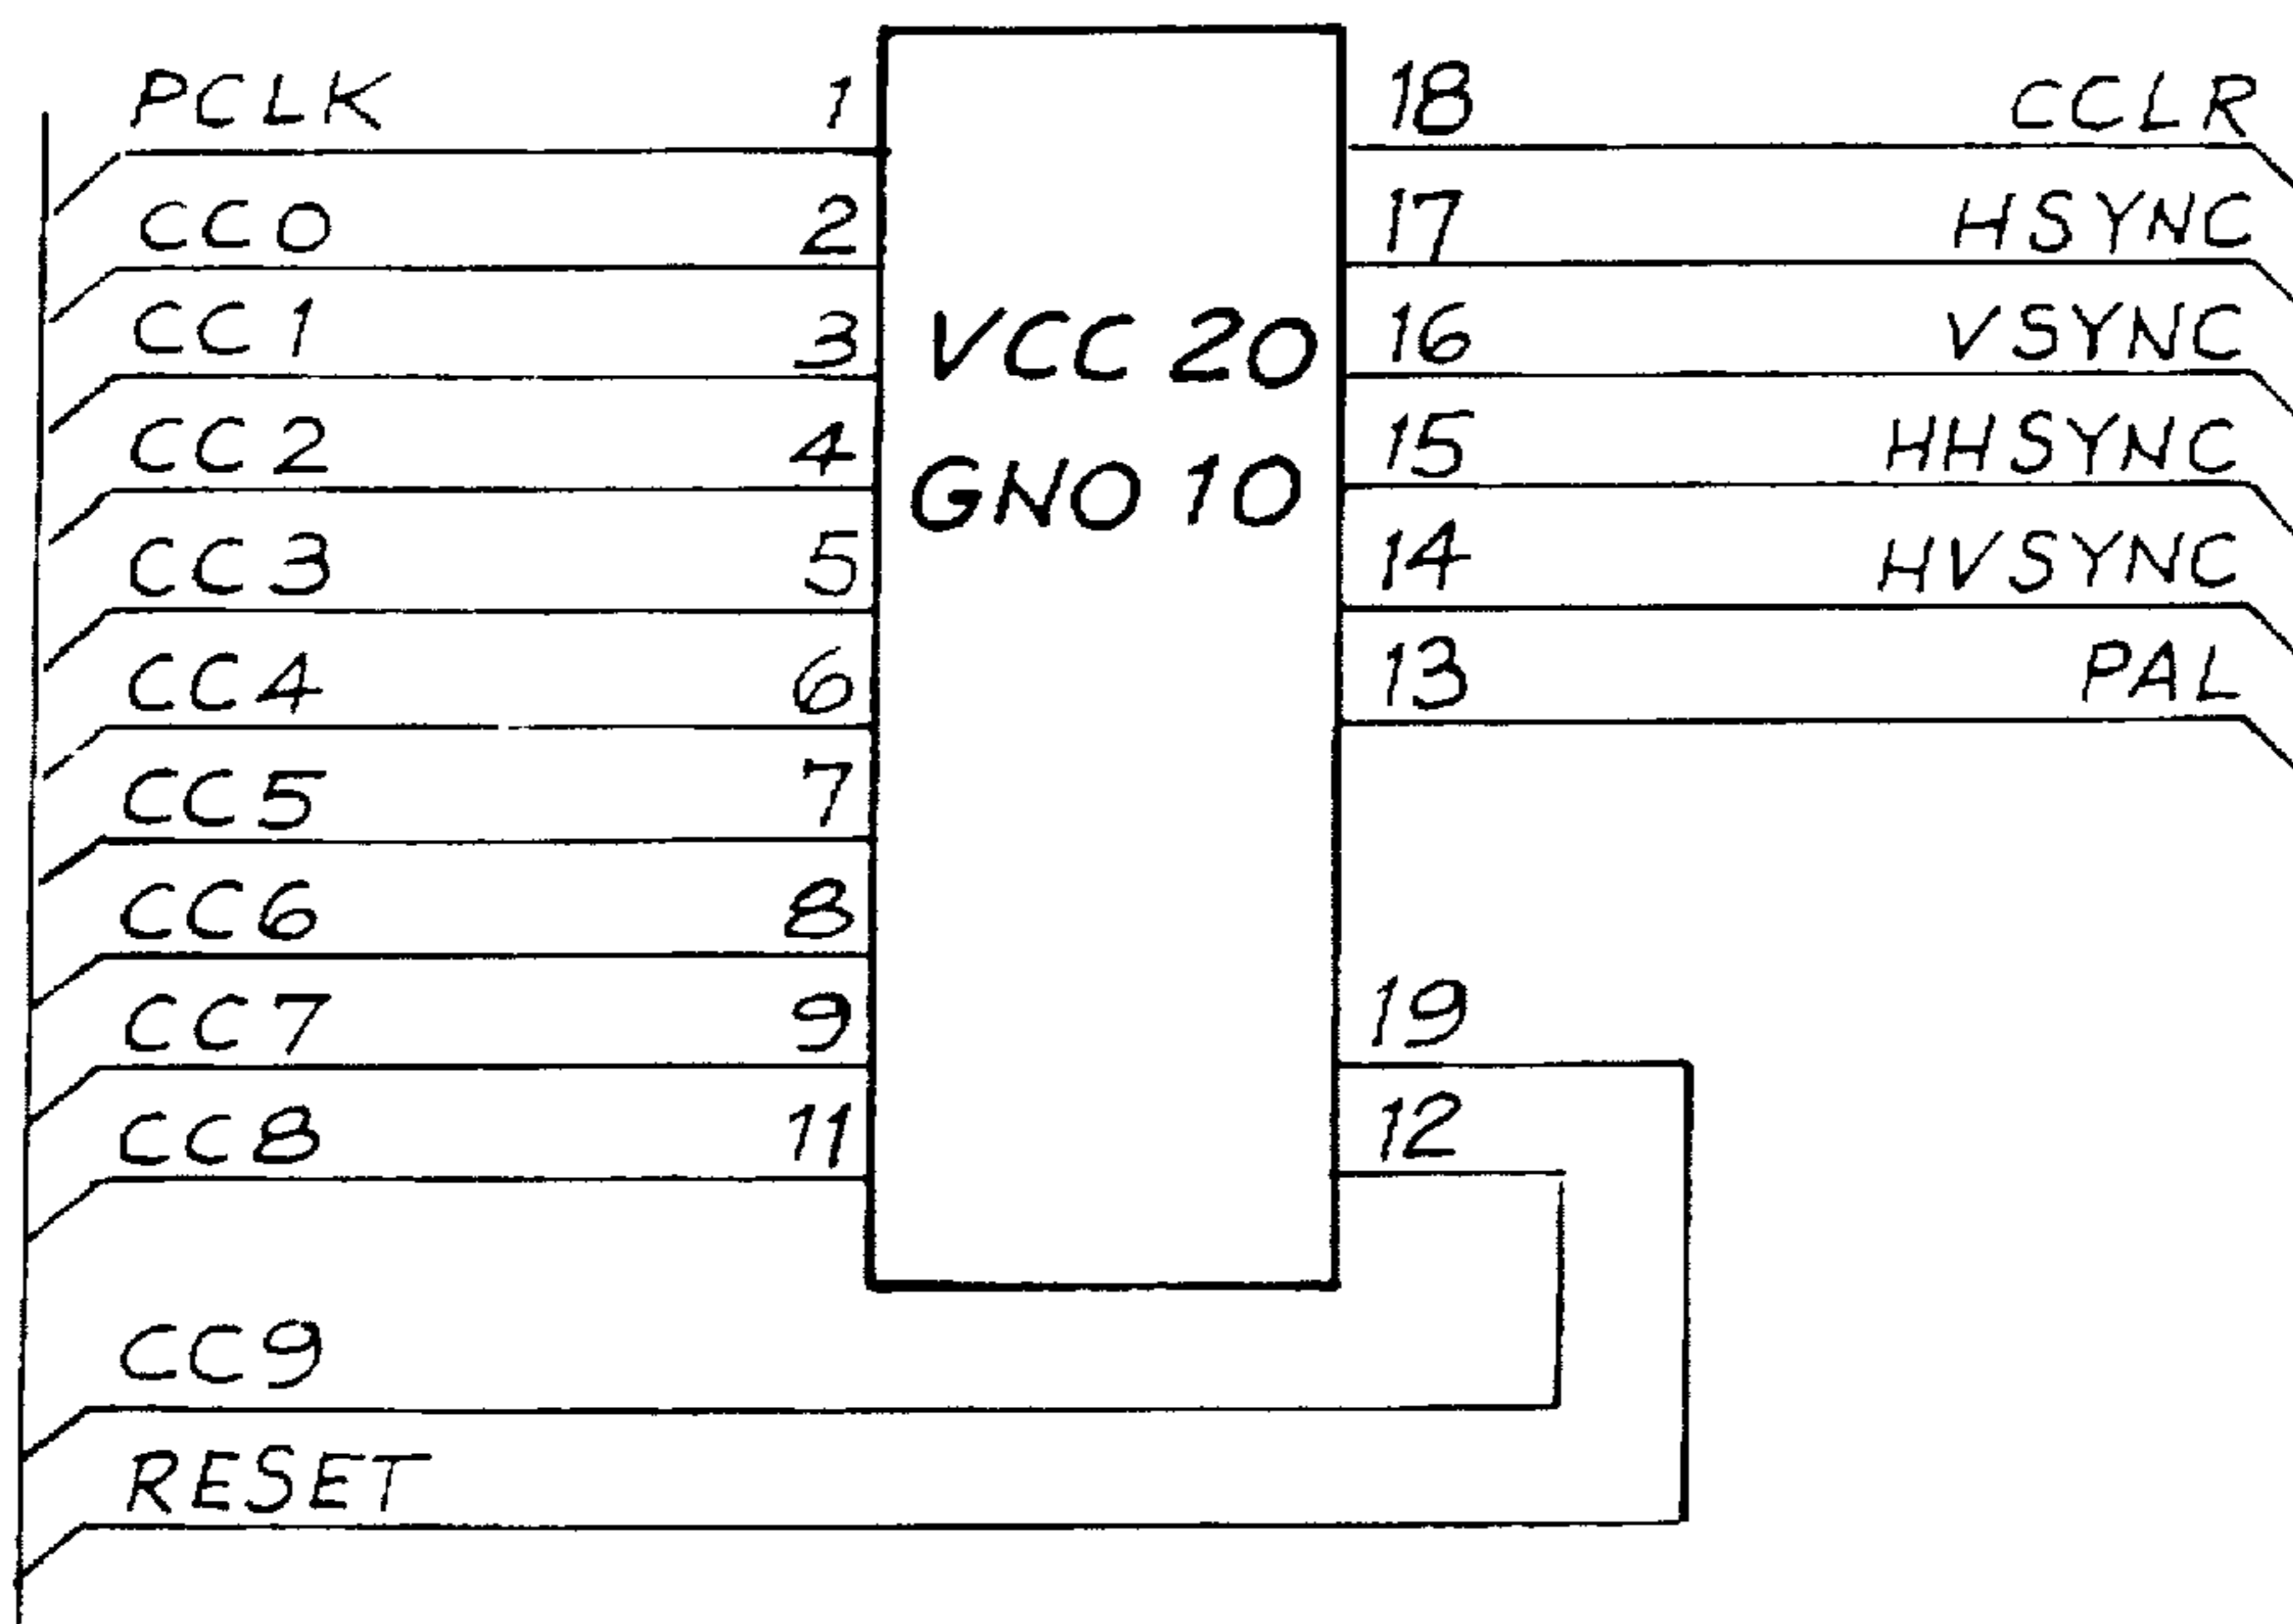 PCLK 1 18 CCLR
CC0 2 17 HSYNC
CC1 3 VCC 20 16 VSYNC
CC2 4 GNO 10 15 HHSYNC
CC3 5 14 HVSYNC
CC4 6 13 PAL
CC5 7
CC6 8
CC7 9 19
CC8 11 12
CC9
RESET